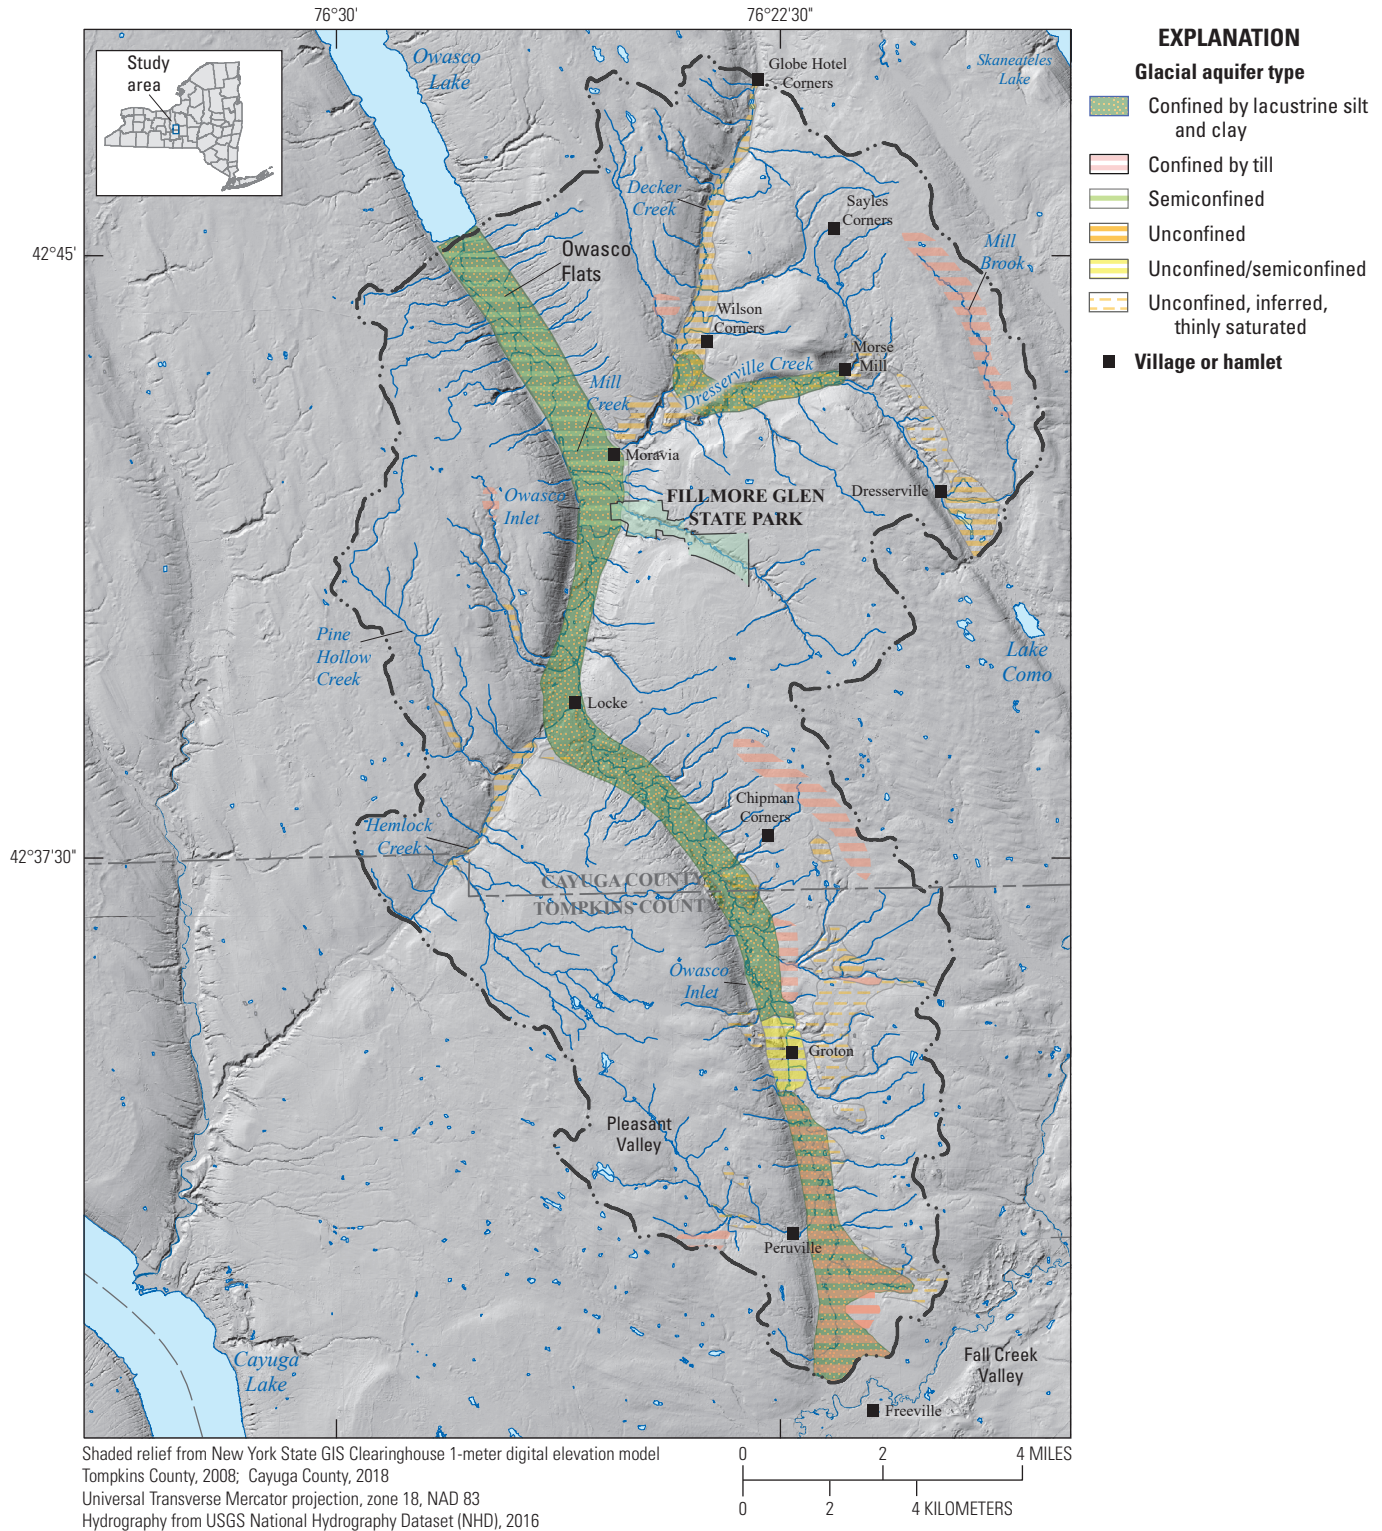 76°30'
76°22'30"
Study
area
Owasco
Lake
Globe Hotel
Corners
Skaneateles
Lake
Decker
Creek
Sayles
Corners
Mill
Brook
42°45'
Owasco
Flats
Wilson
Corners
Morse
Mill
Dresserville Creek
Mill
Creek
Moravia
Owasco
Inlet
FILLMORE GLEN
STATE PARK
Dresserville
Pine
Hollow
Creek
Lake
Como
Locke
Chipman
Corners
Hemlock
Creek
42°37'30"
CAYUGA COUNTY
TOMPKINS COUNTY
Owasco
Inlet
Groton
Pleasant
Valley
Peruville
Cayuga
Lake
Fall Creek
Valley
Freeville
EXPLANATION
Glacial aquifer type
Confined by lacustrine silt
and clay
Confined by till
Semiconfined
Unconfined
Unconfined/semiconfined
Unconfined, inferred,
thinly saturated
Village or hamlet
Shaded relief from New York State GIS Clearinghouse 1-meter digital elevation model
Tompkins County, 2008; Cayuga County, 2018
Universal Transverse Mercator projection, zone 18, NAD 83
Hydrography from USGS National Hydrography Dataset (NHD), 2016
0 2 4 MILES
0 2 4 KILOMETERS